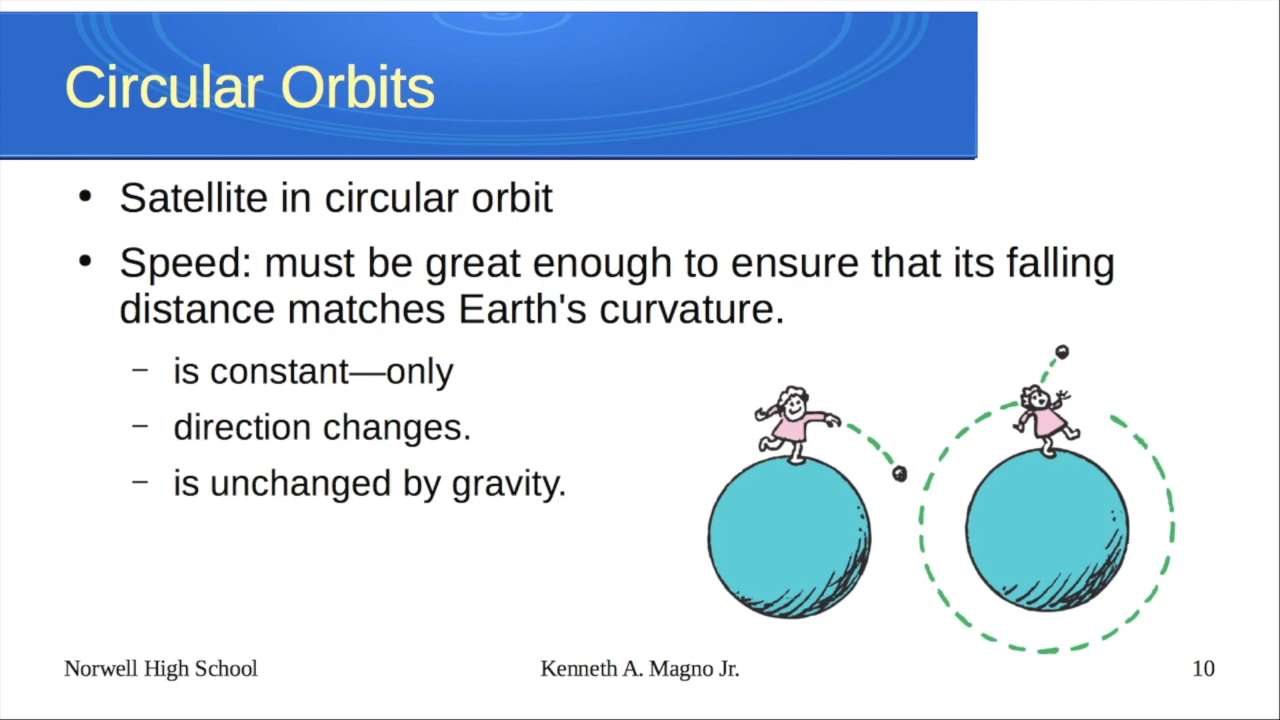 Circular Orbits
• Satellite in circular orbit
• Speed: must be great enough to ensure that its falling
distance matches Earth's curvature.
– is constant—only
– direction changes.
– is unchanged by gravity.
Norwell High School
Kenneth A. Magno Jr.
10